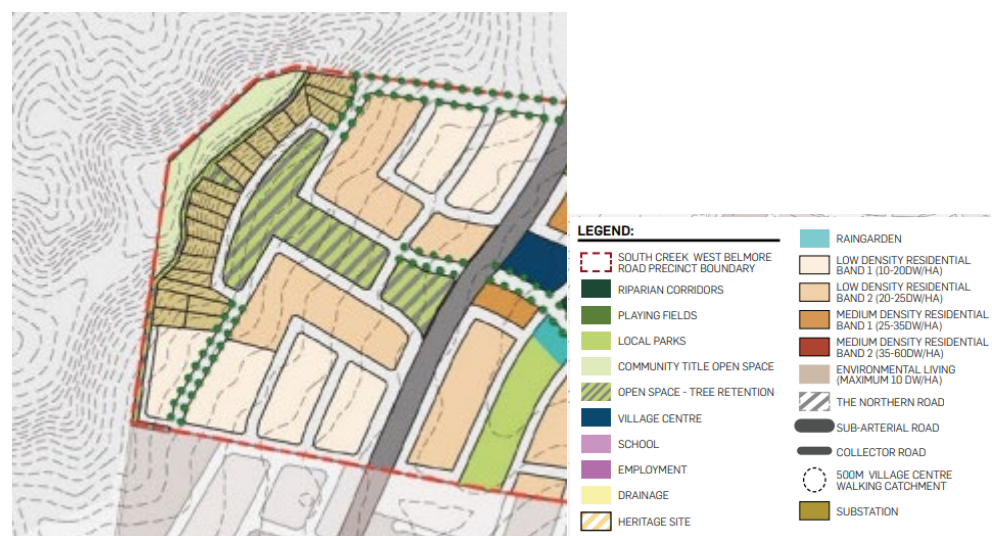 LEGEND:
SOUTH CREEK WEST BELMORE
ROAD PRECINCT BOUNDARY
RIPARIAN CORRIDORS
PLAYING FIELDS
LOCAL PARKS
COMMUNITY TITLE OPEN SPACE
OPEN SPACE - TREE RETENTION
VILLAGE CENTRE
SCHOOL
EMPLOYMENT
DRAINAGE
HERITAGE SITE
RAINGARDEN
LOW DENSITY RESIDENTIAL
BAND 1 (10-20DW/HA)
LOW DENSITY RESIDENTIAL
BAND 2 (20-25DW/HA)
MEDIUM DENSITY RESIDENTIAL
BAND 1 (25-35DW/HA)
MEDIUM DENSITY RESIDENTIAL
BAND 2 (35-60DW/HA)
ENVIRONMENTAL LIVING
(MAXIMUM 10 DW/HA)
THE NORTHERN ROAD
SUB-ARTERIAL ROAD
COLLECTOR ROAD
500M VILLAGE CENTRE
WALKING CATCHMENT
SUBSTATION